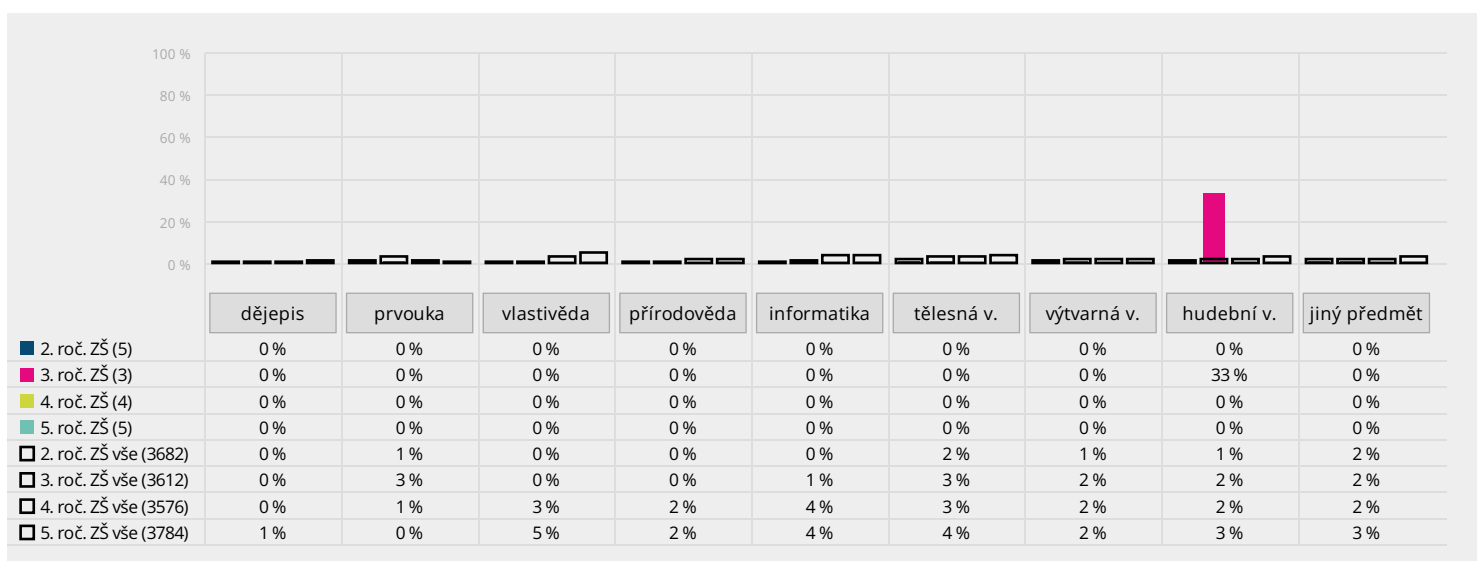 100 %
80 %
60 %
40 %
20 %
0 %
dějepis prvouka vlastivěda přírodověda informatika tělesná v. výtvarná v. hudební v. jiný předmět
2. roč. ZŠ (5) 0 % 0 % 0 % 0 % 0 % 0 % 0 % 0 % 0 %
3. roč. ZŠ (3) 0 % 0 % 0 % 0 % 0 % 0 % 0 % 33 % 0 %
4. roč. ZŠ (4) 0 % 0 % 0 % 0 % 0 % 0 % 0 % 0 % 0 %
5. roč. ZŠ (5) 0 % 0 % 0 % 0 % 0 % 0 % 0 % 0 % 0 %
2. roč. ZŠ vše (3682) 0 % 1 % 0 % 0 % 0 % 2 % 1 % 1 % 2 %
3. roč. ZŠ vše (3612) 0 % 3 % 0 % 0 % 1 % 3 % 2 % 2 % 2 %
4. roč. ZŠ vše (3576) 0 % 1 % 3 % 2 % 4 % 3 % 2 % 2 % 2 %
5. roč. ZŠ vše (3784) 1 % 0 % 5 % 2 % 4 % 4 % 2 % 3 % 3 %